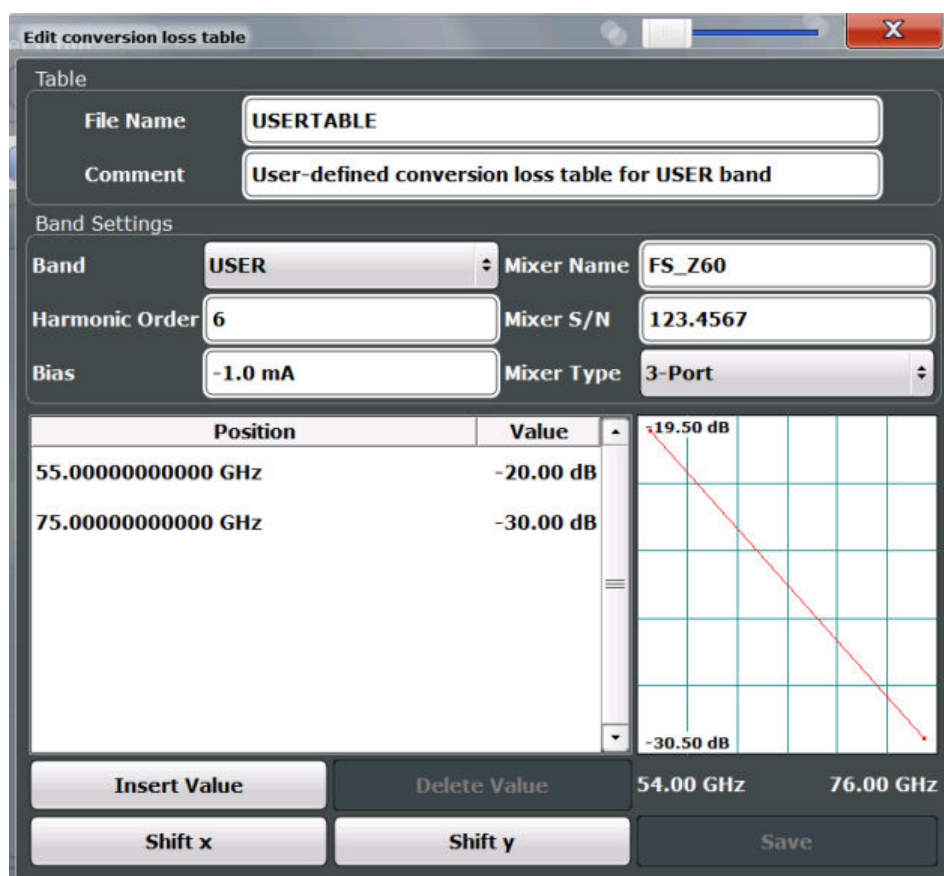 Edit conversion loss table
X
Table
File Name USERTABLE
Comment User-defined conversion loss table for USER band
Band Settings
Band USER Mixer Name FS_Z60
Harmonic Order 6 Mixer S/N 123.4567
Bias -1.0 mA Mixer Type 3-Port
Position Value
55.00000000000 GHz -20.00 dB
75.00000000000 GHz -30.00 dB
-19.50 dB
-30.50 dB
54.00 GHz 76.00 GHz
Insert Value Delete Value
Shift x Shift y Save